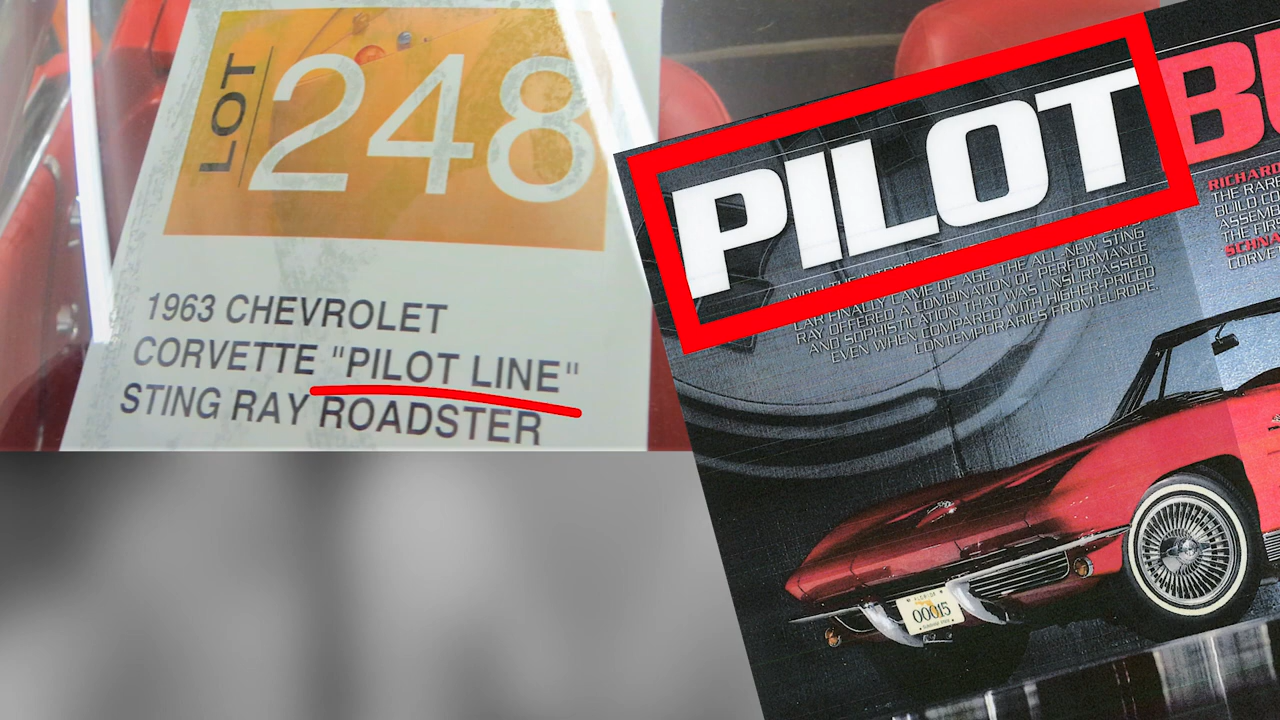 LOT
248
1963 CHEVROLET
CORVETTE "PILOT LINE"
STING RAY ROADSTER
PILOT
CAR FINALLY CAME OF AGE. THE ALL-NEW STING
RAY OFFERED A COMBINATION OF PERFORMANCE
AND SOPHISTICATION THAT WAS UNSURPASSED
EVEN WHEN COMPARED WITH HIGHER-PRICED
CONTEMPORARIES FROM EUROPE.
RICHARD
THE RARE
BUILD CO
ASSEMB
THE FIRS
SCHNA
CORVE
00015